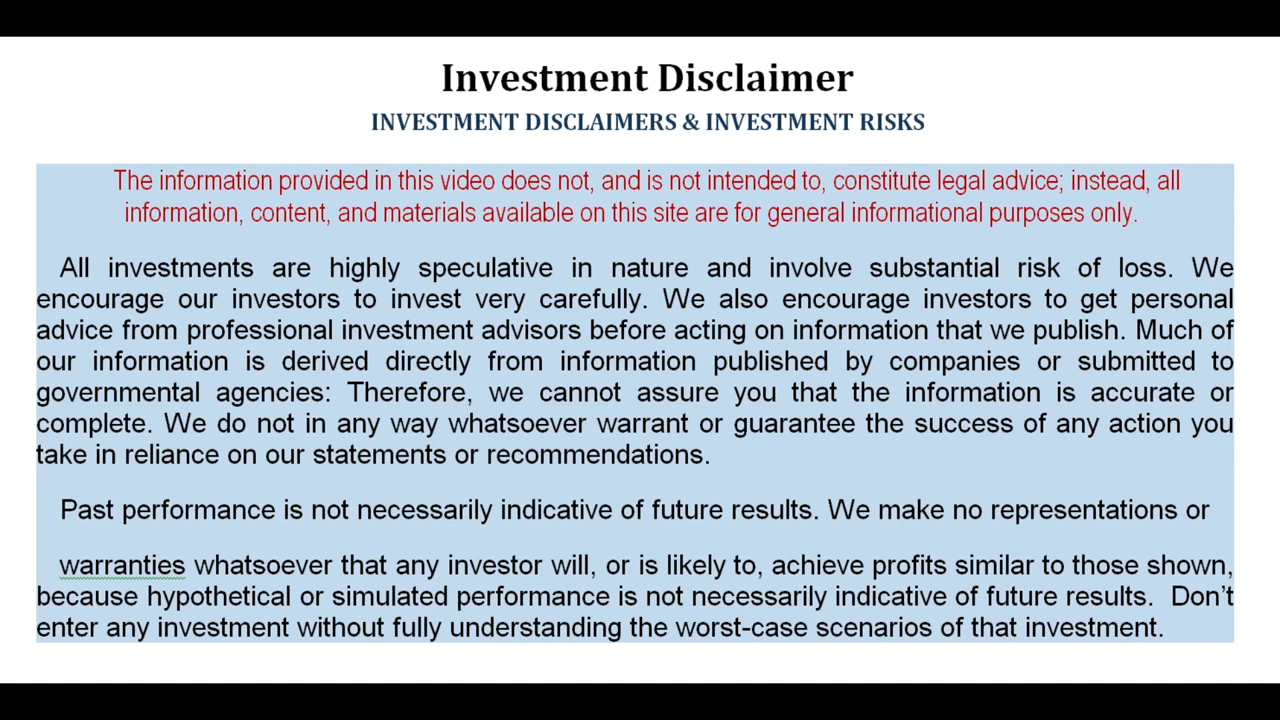 Investment Disclaimer
INVESTMENT DISCLAIMERS & INVESTMENT RISKS
The information provided in this video does not, and is not intended to, constitute legal advice; instead, all
information, content, and materials available on this site are for general informational purposes only.
All investments are highly speculative in nature and involve substantial risk of loss. We
encourage our investors to invest very carefully. We also encourage investors to get personal
advice from professional investment advisors before acting on information that we publish. Much of
our information is derived directly from information published by companies or submitted to
governmental agencies: Therefore, we cannot assure you that the information is accurate or
complete. We do not in any way whatsoever warrant or guarantee the success of any action you
take in reliance on our statements or recommendations.
Past performance is not necessarily indicative of future results. We make no representations or
warranties whatsoever that any investor will, or is likely to, achieve profits similar to those shown,
because hypothetical or simulated performance is not necessarily indicative of future results.  Don’t
enter any investment without fully understanding the worst-case scenarios of that investment.